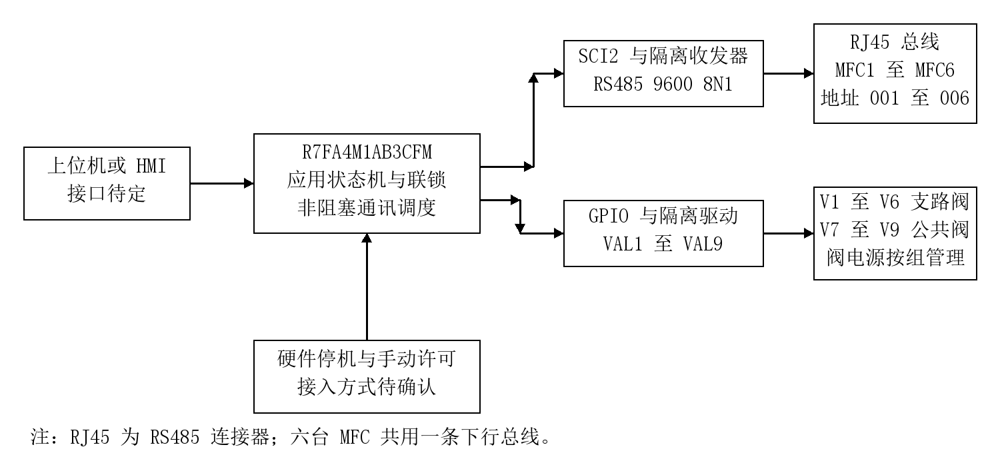 上位机或 HMI
接口待定
R7FA4M1AB3CFM
应用状态机与联锁
非阻塞通讯调度
硬件停机与手动许可
接入方式待确认
SCI2 与隔离收发器
RS485 9600 8N1
RJ45 总线
MFC1 至 MFC6
地址 001 至 006
GPIO 与隔离驱动
VAL1 至 VAL9
V1 至 V6 支路阀
V7 至 V9 公共阀
阀电源按组管理
注：RJ45 为 RS485 连接器；六台 MFC 共用一条下行总线。